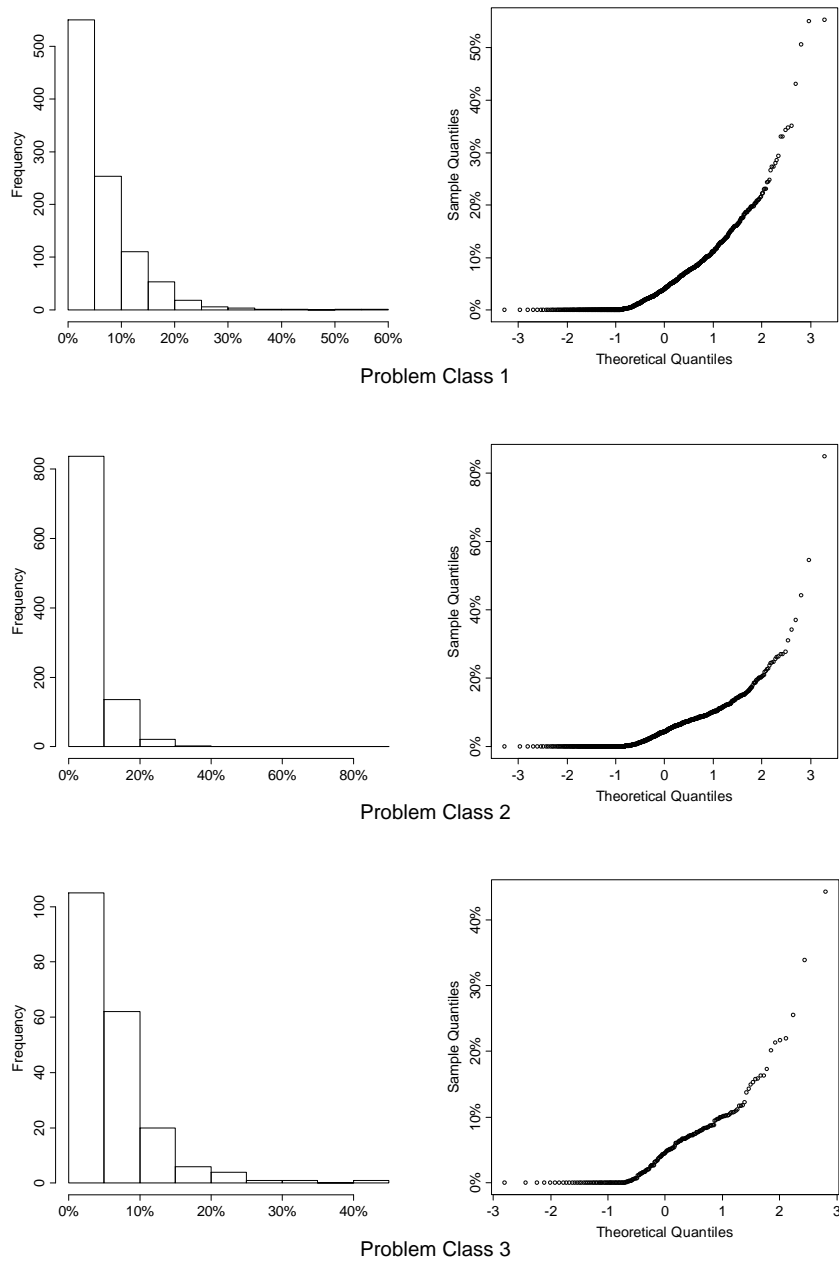 Frequency
0 100 200 300 400 500
0% 10% 20% 30% 40% 50% 60%
Sample Quantiles
0% 10% 20% 30% 40% 50%
-3 -2 -1 0 1 2 3
Theoretical Quantiles
Problem Class 1
Frequency
0 200 400 600 800
0% 20% 40% 60% 80%
Sample Quantiles
0% 20% 40% 60% 80%
-3 -2 -1 0 1 2 3
Theoretical Quantiles
Problem Class 2
Frequency
0 20 40 60 80 100
0% 10% 20% 30% 40%
Sample Quantiles
0% 10% 20% 30% 40%
-3 -2 -1 0 1 2 3
Theoretical Quantiles
Problem Class 3